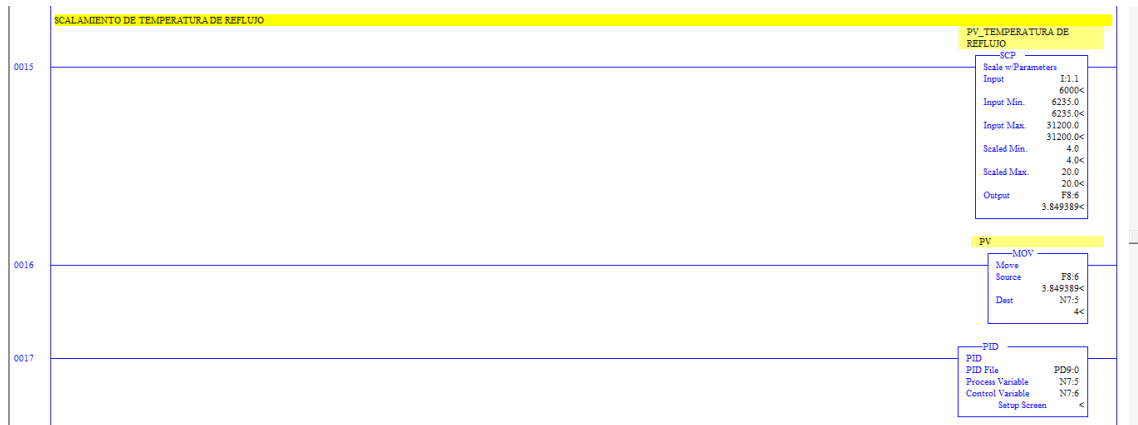 SCALAMIENTO DE TEMPERATURA DE REFLUJO
PV_TEMPERATURA DE
REFLUJO
0015
SCP
Scale w/Parameters
Input I:1.1
6000<
Input Min. 6235.0
6235.0<
Input Max. 31200.0
31200.0<
Scaled Min. 4.0
4.0<
Scaled Max. 20.0
20.0<
Output F8:6
3.849389<
PV
0016
MOV
Move
Source F8:6
3.849389<
Dest N7:5
4<
0017
PID
PID
PID File PD9:0
Process Variable N7:5
Control Variable N7:6
Setup Screen <